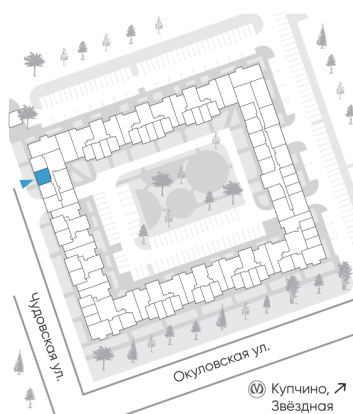 Чудовская ул.
Окуловская ул.
Купчино,
Звёздная